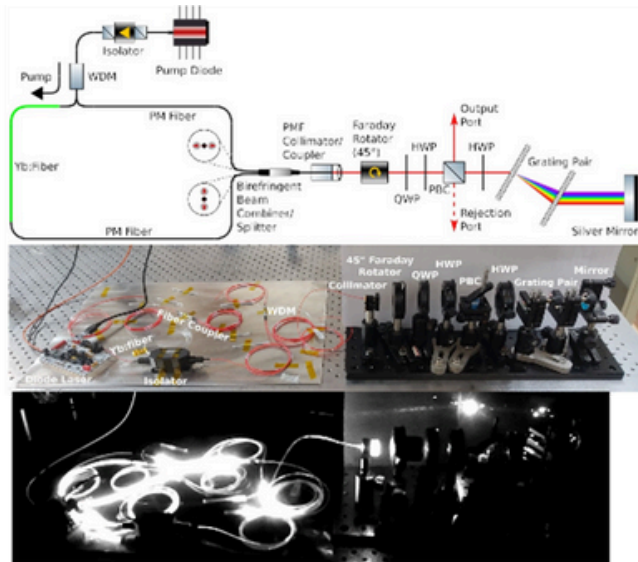 Isolator
Pump Diode
Pump
WDM
PM Fiber
Yb:Fiber
PM Fiber
Birefringent
Beam
Combiner/
Splitter
PMF
Collimator/
Coupler
Faraday
Rotator
(45°)
HWP
QWP
PBC
Output
Port
HWP
Rejection
Port
Grating Pair
Silver Mirror
Diode Laser
Yb:fiber
Isolator
Fiber Coupler
WDM
45° Faraday
Rotator
Collimator
QWP
HWP
PBC
HWP
Grating Pair
Mirror